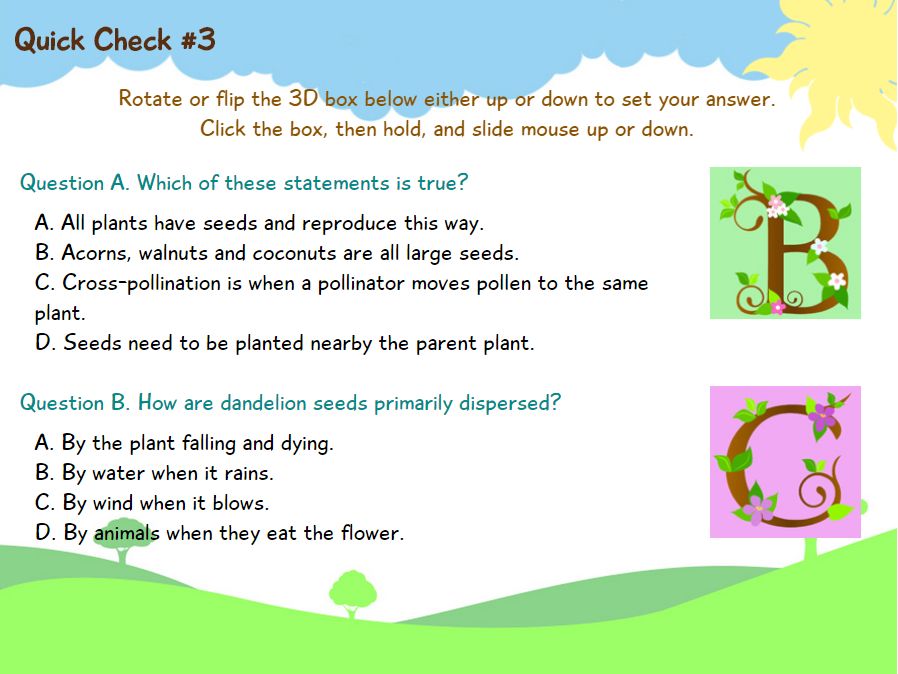 Quick Check #3
Rotate or flip the 3D box below either up or down to set your answer.
Click the box, then hold, and slide mouse up or down.
Question A. Which of these statements is true?
A. All plants have seeds and reproduce this way.
B. Acorns, walnuts and coconuts are all large seeds.
C. Cross-pollination is when a pollinator moves pollen to the same
plant.
D. Seeds need to be planted nearby the parent plant.
B
Question B. How are dandelion seeds primarily dispersed?
A. By the plant falling and dying.
B. By water when it rains.
C. By wind when it blows.
D. By animals when they eat the flower.
C